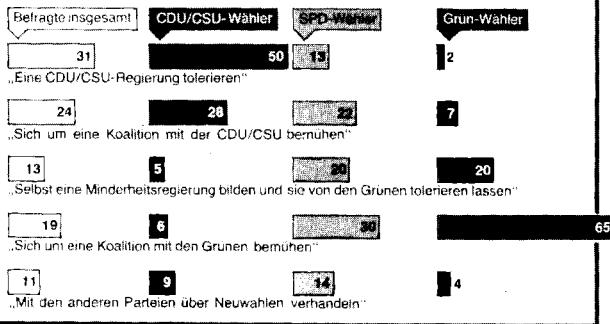 Befragte insgesamt CDU/CSU-Wähler SPD-Wähler Grün-Wähler
31 50 13 2
„Eine CDU/CSU-Regierung tolerieren“
24 28 22 7
„Sich um eine Koalition mit der CDU/CSU bemühen“
13 5 20 20
„Selbst eine Minderheitsregierung bilden und sie von den Grünen tolerieren lassen“
19 6 30 65
„Sich um eine Koalition mit den Grünen bemühen“
11 9 14 4
„Mit den anderen Parteien über Neuwahlen verhandeln“